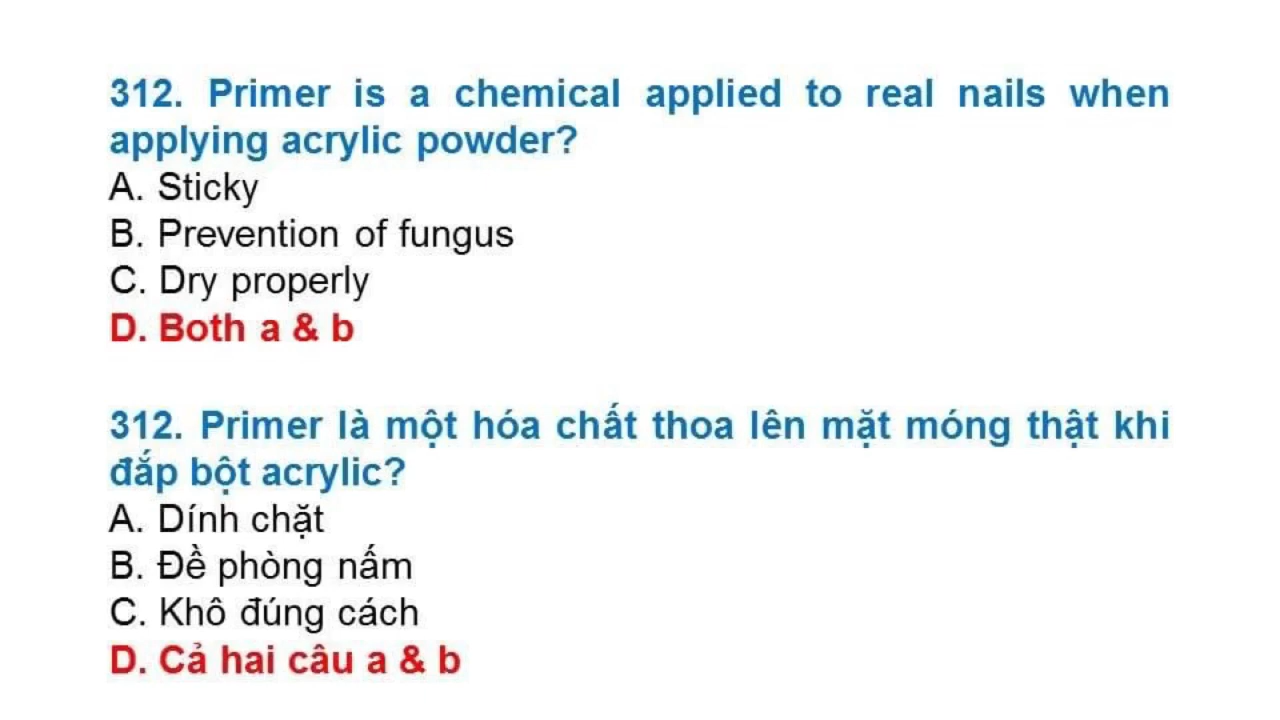 312. Primer is a chemical applied to real nails when
applying acrylic powder?
A. Sticky
B. Prevention of fungus
C. Dry properly
D. Both a & b
312. Primer là một hóa chất thoa lên mặt móng thật khi
đắp bột acrylic?
A. Dính chặt
B. Đề phòng nấm
C. Khô đúng cách
D. Cả hai câu a & b